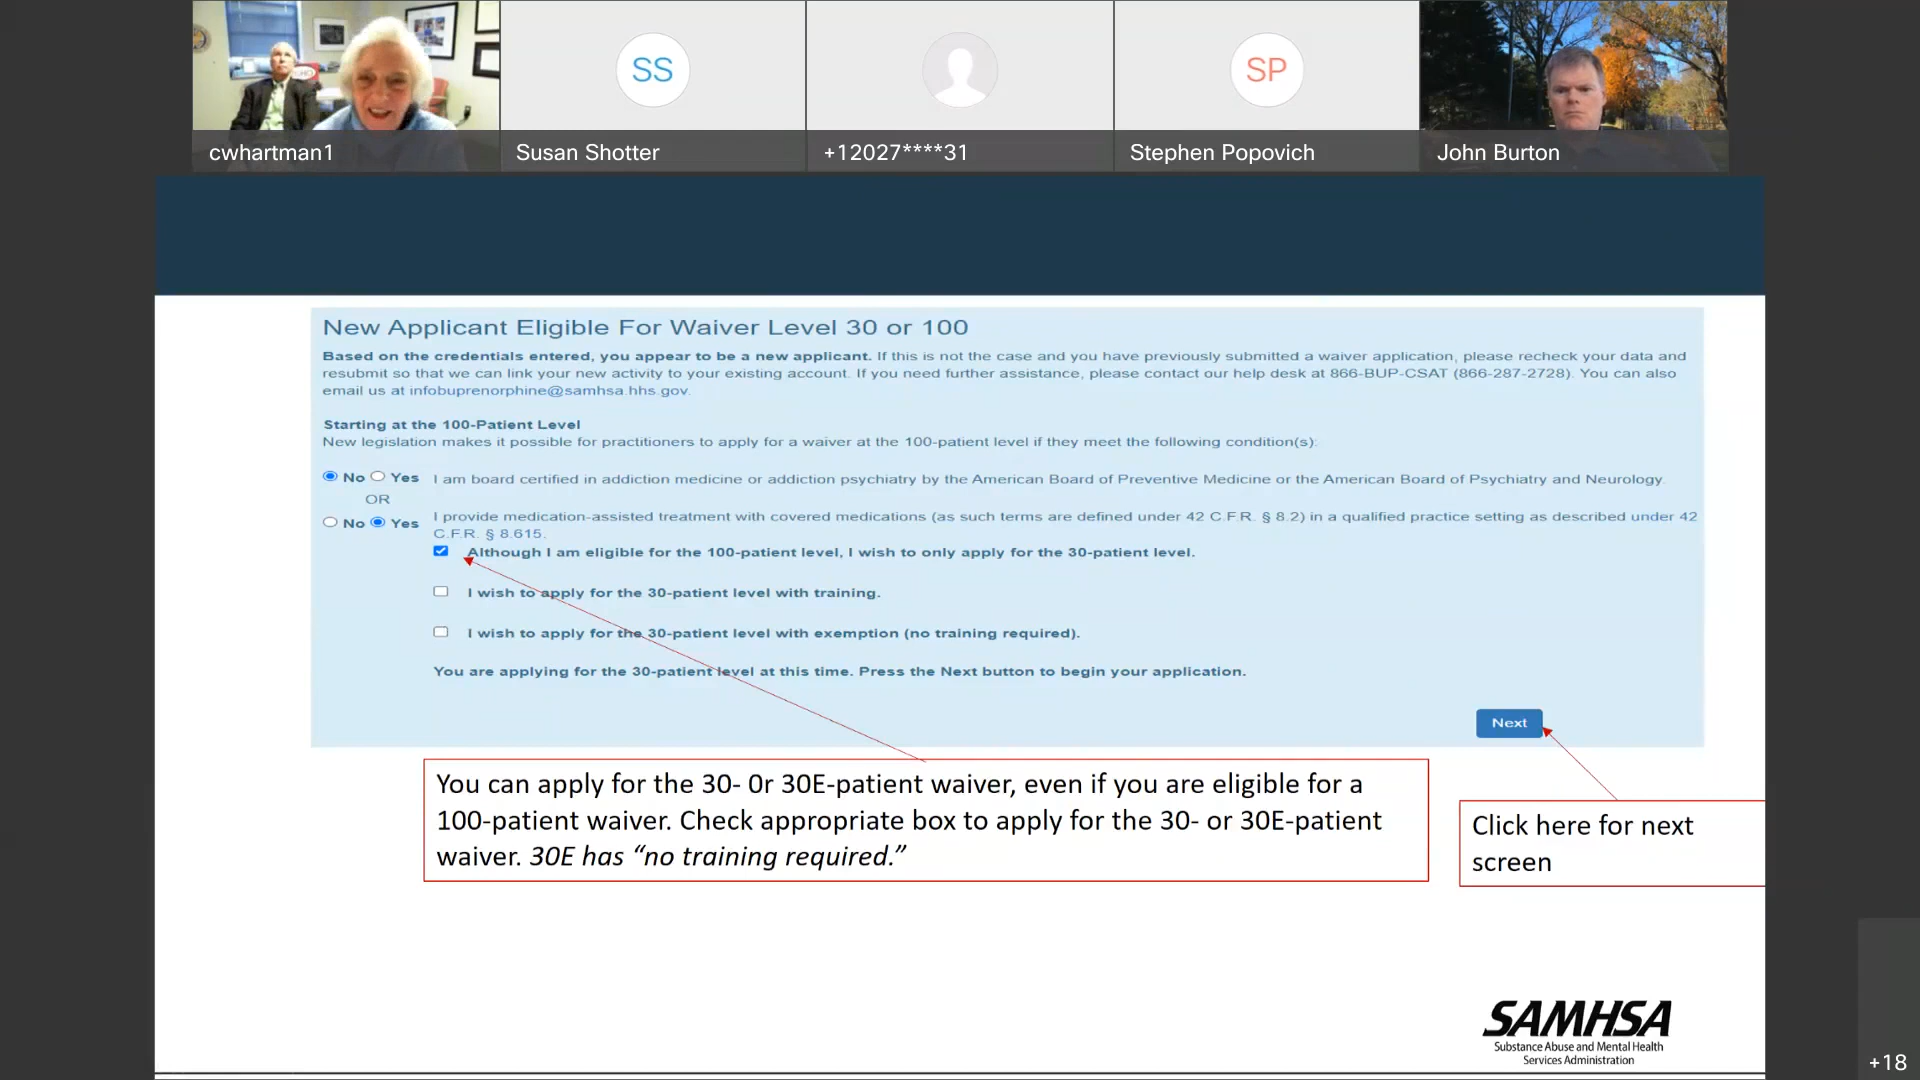 SS
SP
cwhartman1
Susan Shotter
+12027****31
Stephen Popovich
John Burton
New Applicant Eligible For Waiver Level 30 or 100
Based on the credentials entered, you appear to be a new applicant. If this is not the case and you have previously submitted a waiver application, please recheck your data and
resubmit so that we can link your new activity to your existing account. If you need further assistance, please contact our help desk at 866-BUP-CSAT (866-287-2728). You can also
email us at infobuprenorphine@samhsa.hhs.gov.
Starting at the 100-Patient Level
New legislation makes it possible for practitioners to apply for a waiver at the 100-patient level if they meet the following condition(s):
No Yes I am board certified in addiction medicine or addiction psychiatry by the American Board of Preventive Medicine or the American Board of Psychiatry and Neurology.
OR
No Yes I provide medication-assisted treatment with covered medications (as such terms are defined under 42 C.F.R. § 8.2) in a qualified practice setting as described under 42
C.F.R. § 8.615.
Although I am eligible for the 100-patient level, I wish to only apply for the 30-patient level.
I wish to apply for the 30-patient level with training.
I wish to apply for the 30-patient level with exemption (no training required).
You are applying for the 30-patient level at this time. Press the Next button to begin your application.
Next
You can apply for the 30- 0r 30E-patient waiver, even if you are eligible for a
100-patient waiver. Check appropriate box to apply for the 30- or 30E-patient
waiver. 30E has “no training required.”
Click here for next
screen
SAMHSA
Substance Abuse and Mental Health
Services Administration
+18